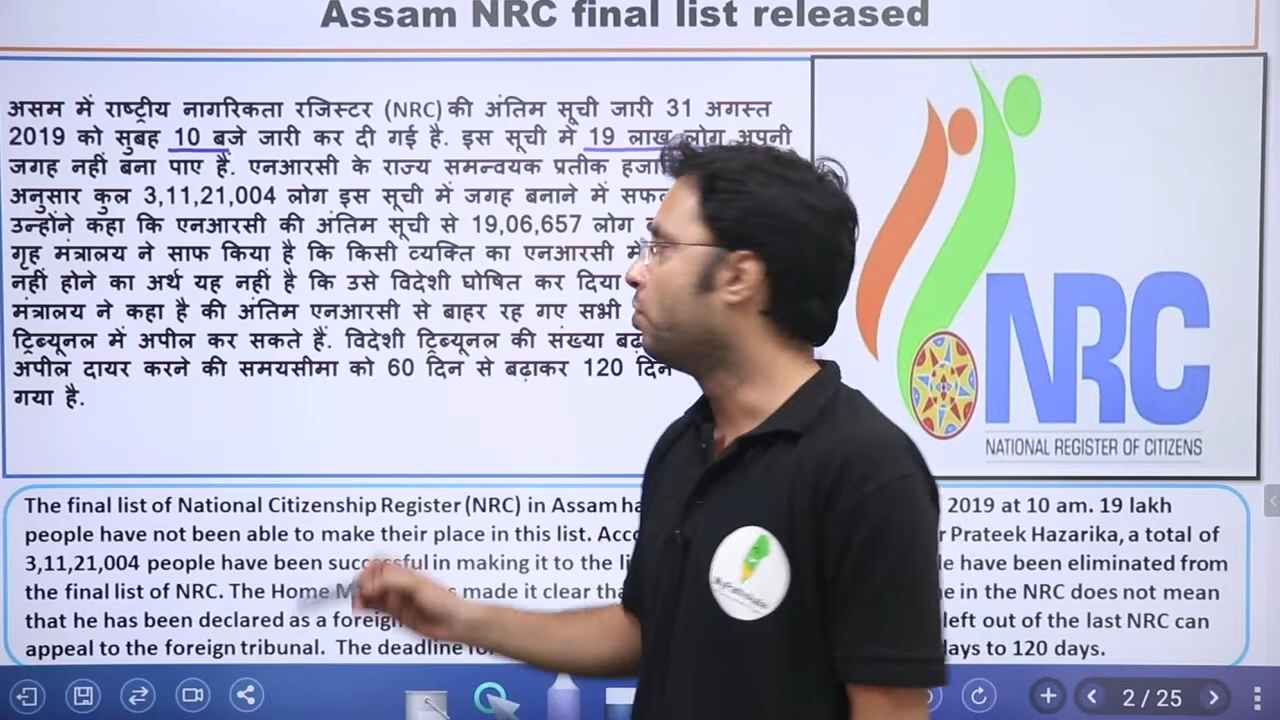 Assam NRC final list released
असम में राष्ट्रीय नागरिकता रजिस्टर (NRC) की अंतिम सूची जारी 31 अगस्त
2019 को सुबह 10 बजे जारी कर दी गई है. इस सूची में 19 लाख लोग अपनी
जगह नहीं बना पाए हैं. एनआरसी के राज्य समन्वयक प्रतीक
अनुसार कुल 3,11,21,004 लोग इस सूची में जगह बनाने में
उन्होंने कहा कि एनआरसी की अंतिम सूची से 19,06,657 लोग
गृह मंत्रालय ने साफ किया है कि किसी व्यक्ति का एनआरसी में
नहीं होने का अर्थ यह नहीं है कि उसे विदेशी घोषित कर दिया
मंत्रालय ने कहा है की अंतिम एनआरसी से बाहर रह गए सभी
ट्रिब्यूनल में अपील कर सकते हैं. विदेशी ट्रिब्यूनल की संख्या
अपील दायर करने की समयसीमा को 60 दिन से बढ़ाकर 120 दिन
गया है.
NRC
NATIONAL REGISTER OF CITIZENS
The final list of National Citizenship Register (NRC) in Assam 2019 at 10 am. 19 lakh
people have not been able to make their place in this list. Prateek Hazarika, a total of
3,11,21,004 people have been successful in making it to the have been eliminated from
the final list of NRC. The Home made it clear in the NRC does not mean
that he has been declared as a left out of the last NRC can
appeal to the foreign tribunal. The deadline to 120 days.
2 / 25